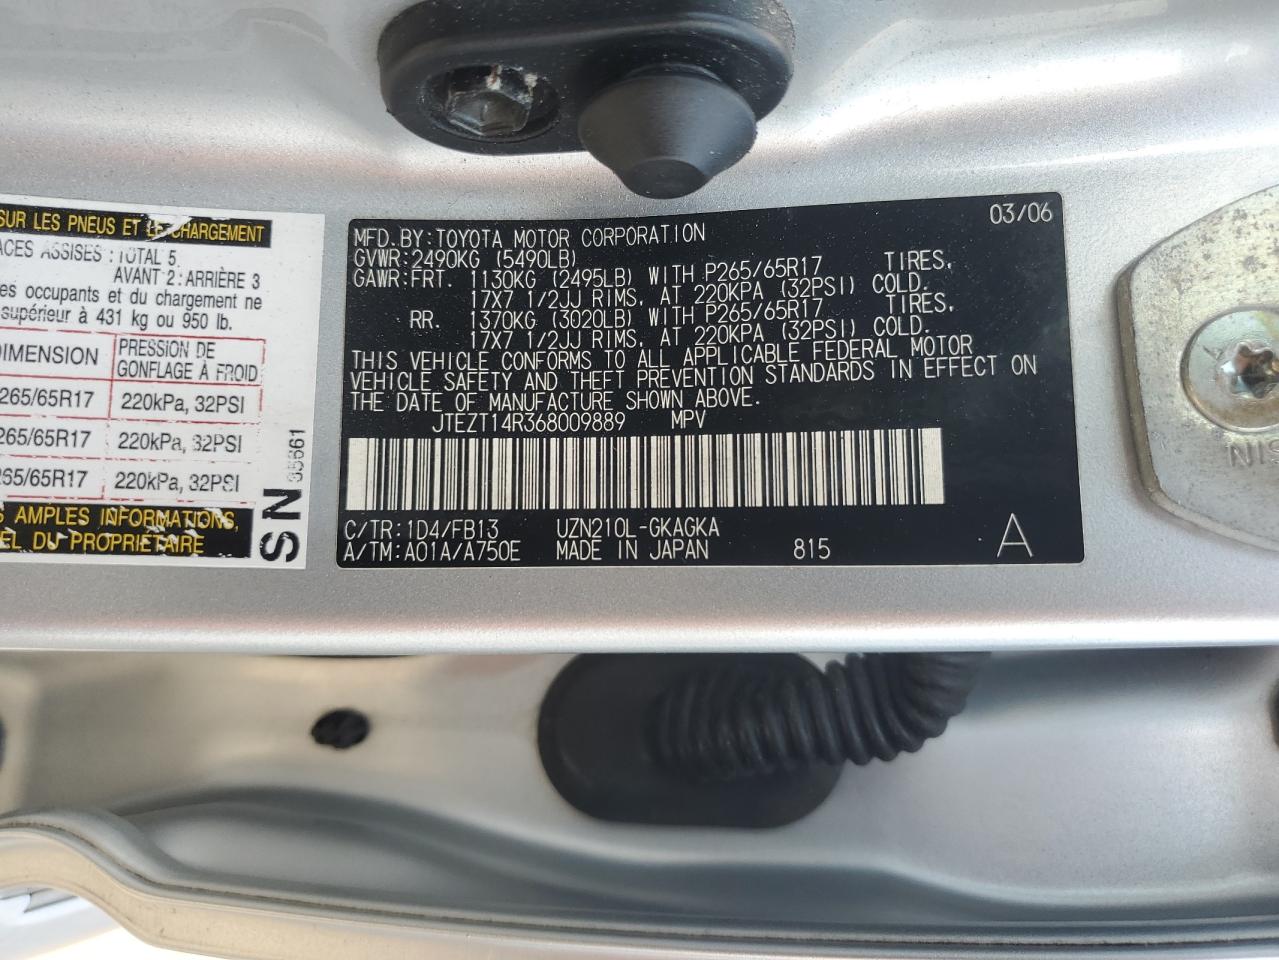 SUR LES PNEUS ET LE CHARGEMENT
ACES ASSISES : TOTAL 5,
AVANT 2 : ARRIÈRE 3
es occupants et du chargement ne
supérieur à 431 kg ou 950 lb.
DIMENSION PRESSION DE GONFLAGE À FROID
265/65R17 220kPa, 32PSI
265/65R17 220kPa, 32PSI
265/65R17 220kPa, 32PSI
S AMPLES INFORMATIONS,
EL DU PROPRIÉTAIRE
SN
03/06
MFD.BY:TOYOTA MOTOR CORPORATION
GVWR:2490KG (5490LB)
GAWR:FRT. 1130KG (2495LB) WITH P265/65R17 TIRES,
17X7 1/2JJ RIMS, AT 220KPA (32PSI) COLD.
RR. 1370KG (3020LB) WITH P265/65R17 TIRES,
17X7 1/2JJ RIMS, AT 220KPA (32PSI) COLD.
THIS VEHICLE CONFORMS TO ALL APPLICABLE FEDERAL MOTOR
VEHICLE SAFETY AND THEFT PREVENTION STANDARDS IN EFFECT ON
THE DATE OF MANUFACTURE SHOWN ABOVE.
JTEZT14R368009889 MPV
C/TR:1D4/FB13 UZN210L-GKAGKA
A/TM:A01A/A750E MADE IN JAPAN 815 A
NIS